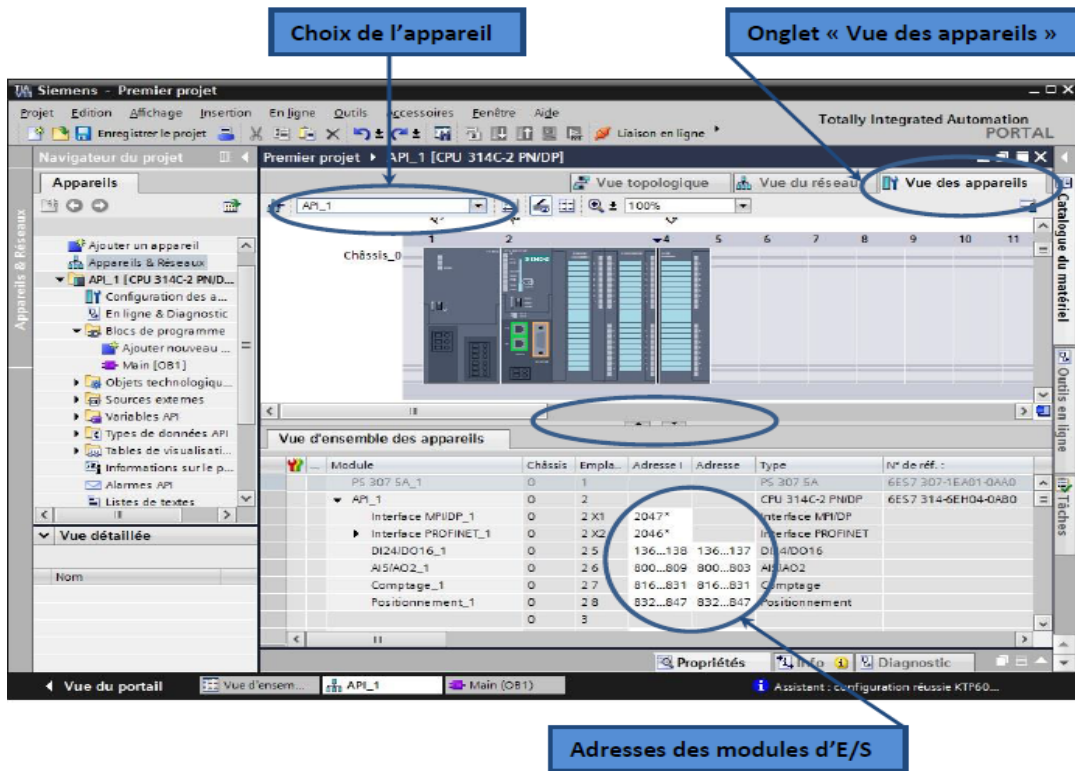 Choix de l'appareil
Onglet « Vue des appareils »
Siemens - Premier projet
Projet Edition Affichage Insertion En ligne Outils Accessoires Fenêtre Aide
Totally Integrated Automation
PORTAL
Enregistrer le projet
Liaison en ligne
Navigateur du projet
Premier projet API_1 [CPU 314C-2 PN/DP]
Appareils
Vue topologique
Vue du réseau
Vue des appareils
API_1
100%
Appareils & Réseaux
Ajouter un appareil
Appareils & Réseaux
API_1 [CPU 314C-2 PN/D...
Configuration des a...
En ligne & Diagnostic
Blocs de programme
Ajouter nouveau ...
Main [OB1]
Objets technologiqu...
Sources externes
Variables API
Types de données API
Tables de visualisati...
Informations sur le p...
Alarmes API
Listes de textes
Vue détaillée
Nom
1 2 4 5 6 7 8 9 10 11
Châssis_0
SIEMENS
Catalogue du matériel
Outils en ligne
Tâches
Vue d'ensemble des appareils
... Module Châssis Empla... Adresse I Adresse Type N° de réf. :
PS 307 5A_1 0 1 PS 307 5A 6ES7 307-1EA01-0AA0
API_1 0 2 CPU 314C-2 PN/DP 6ES7 314-6EH04-0AB0
Interface MPI/DP_1 0 2 X1 2047* Interface MPI/DP
Interface PROFINET_1 0 2 X2 2046* Interface PROFINET
DI24/DO16_1 0 2 5 136...138 136...137 DI24/DO16
AI5/AO2_1 0 2 6 800...809 800...803 AI5/AO2
Comptage_1 0 2 7 816...831 816...831 Comptage
Positionnement_1 0 2 8 832...847 832...847 Positionnement
0 3
Propriétés
Info
Diagnostic
Vue du portail
Vue d'ensem...
API_1
Main (OB1)
Assistant : configuration réussie KTP60...
Adresses des modules d'E/S